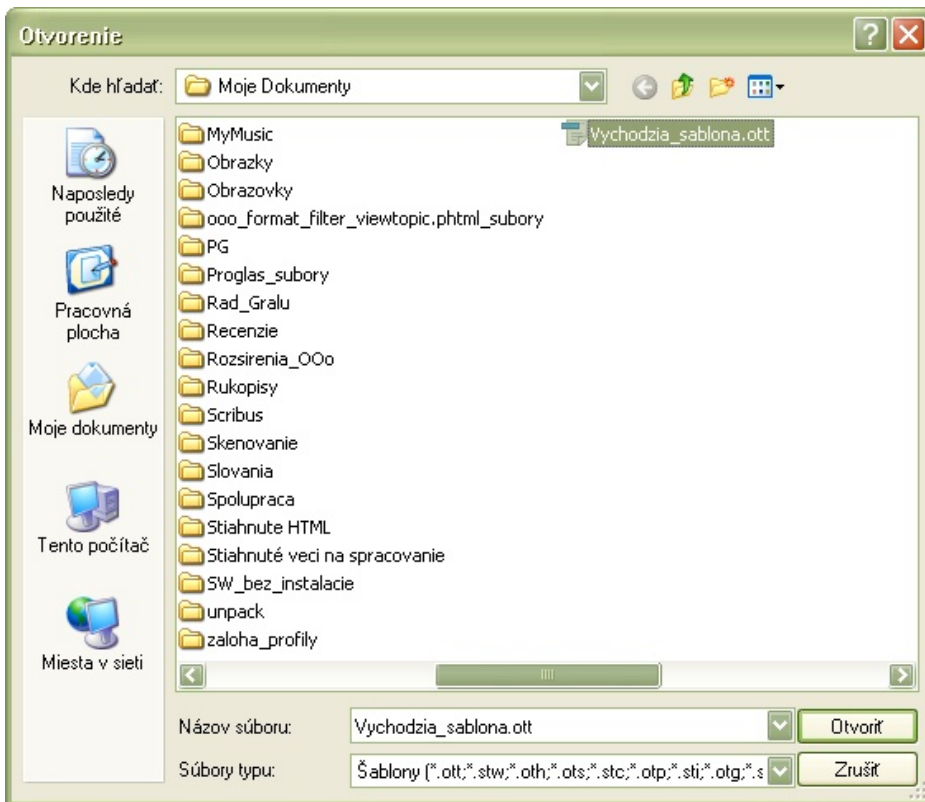 Otvorenie
Kde hľadať:
Moje Dokumenty
Naposledy
použité
Pracovná
plocha
Moje dokumenty
Tento počítač
Miesta v sieti
MyMusic
Obrazky
Obrazovky
ooo_format_filter_viewtopic.phtml_subory
PG
Proglas_subory
Rad_Gralu
Recenzie
Rozsirenia_OOo
Rukopisy
Scribus
Skenovanie
Slovania
Spolupraca
Stiahnute HTML
Stiahnuté veci na spracovanie
SW_bez_instalacie
unpack
zaloha_profily
Vychodzia_sablona.ott
Názov súboru:
Vychodzia_sablona.ott
Otvoriť
Súbory typu:
Šablony (*.ott;*.stw;*.oth;*.ots;*.stc;*.otp;*.sti;*.otg;*.s
Zrušiť